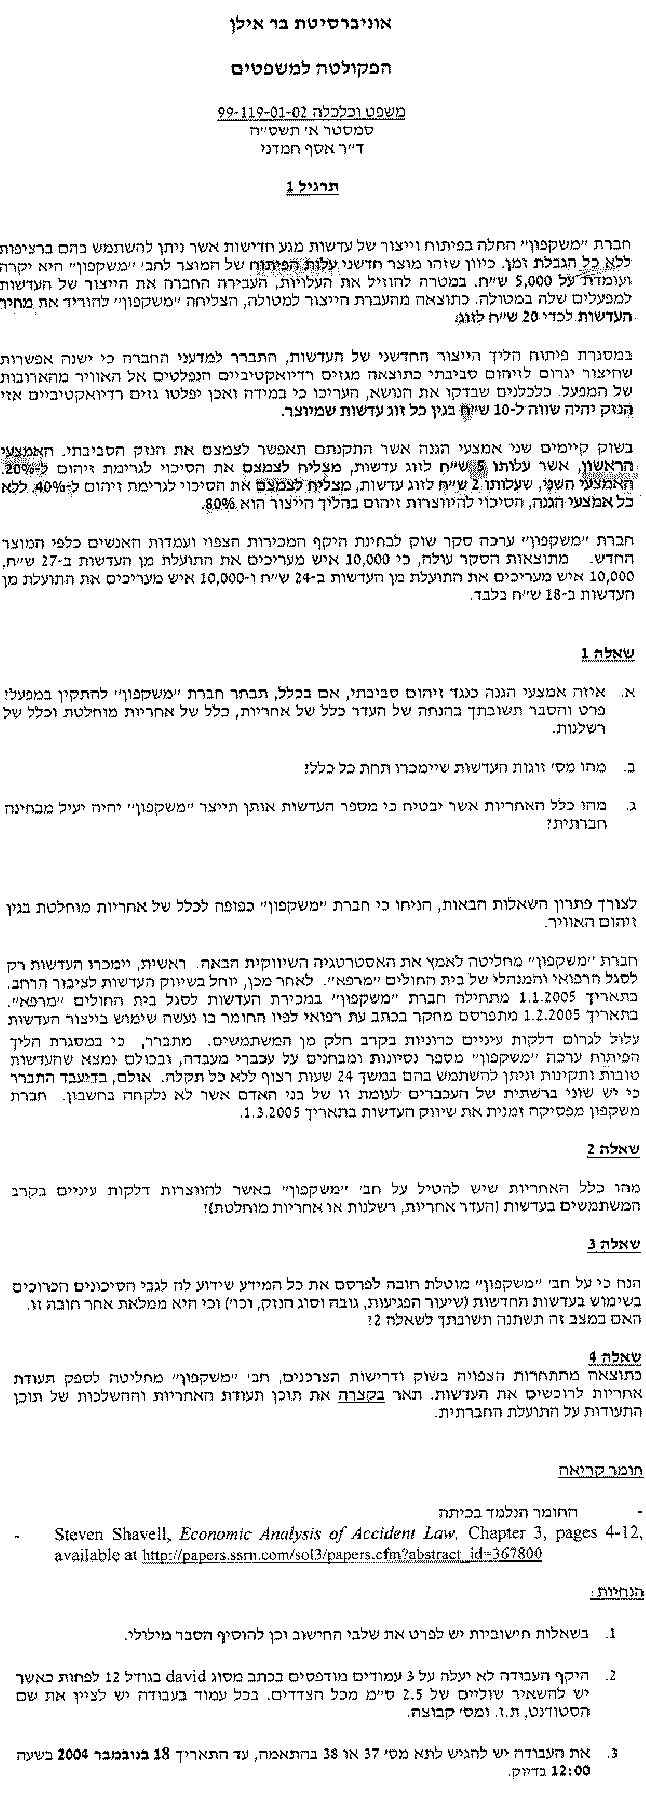 אוניברסיטת בר אילן
הפקולטה למשפטים
משפט וכלכלה 99-119-01-02
סמסטר א' תשס"ה
ד"ר אסף חמדני
תרגיל 1
חברת "משקפון" החלה בפיתוח וייצור של עדשות מגע חדישות אשר ניתן להשתמש בהם ברציפות
ללא כל הגבלת זמן. כיוון שזהו מוצר חדשני עלות הפיתוח של המוצר לחב' "משקפון" היא יקרה
ועומדת על 5,000 ש"ח. במטרה להוזיל את העלויות, העבירה החברה את הייצור של העדשות
למפעלים שלה במטולה. כתוצאה מהעברת הייצור למטולה, הצליחה "משקפון" להוריד את מחיר
העדשות לכדי 20 ש"ח לזוג.
במסגרת פיתוח הליך הייצור החדשני של העדשות, התברר למדעני החברה כי ישנה אפשרות
שהיצור יגרום לזיהום סביבתי כתוצאה מגזים רדיואקטיביים הנפלטים אל האוויר מהארובות
של המפעל. כלכלנים שבדקו את הנושא, העריכו כי במידה ואכן יפלטו גזים רדיואקטיביים אזי
הנזק יהיה שווה ל-10 ש"ח בגין כל זוג עדשות שמיוצר.
בשוק קיימים שני אמצעי הגנה אשר התקנתם תאפשר לצמצם את הנזק הסביבתי. האמצעי
הראשון, אשר עלותו 5 ש"ח לזוג עדשות, מצליח לצמצם את הסיכוי לגרימת זיהום ל-20%.
האמצעי השני, שעלותו 2 ש"ח לזוג עדשות, מצליח לצמצם את הסיכוי לגרימת זיהום ל-40%. ללא
כל אמצעי הגנה, הסיכוי להיווצרות זיהום בהליך הייצור הוא 80%.
חברת "משקפון" ערכה סקר שוק לבחינת היקף המכירות הצפוי ועמדות האנשים כלפי המוצר
החדש. מתוצאות הסקר עולה, כי 10,000 איש מעריכים את התועלת מן העדשות ב-27 ש"ח,
10,000 איש מעריכים את התועלת מן העדשות ב-24 ש"ח ו-10,000 איש מעריכים את התועלת מן
העדשות ב-18 ש"ח בלבד.
שאלה 1
א. איזה אמצעי הגנה כנגד זיהום סביבתי, אם בכלל, תבחר חברת "משקפון" להתקין במפעל?
פרט והסבר תשובתך בהנחה של העדר כלל של אחריות, כלל של אחריות מוחלטת וכלל של
רשלנות.
ב. מהו מס' זוגות העדשות שיימכרו תחת כל כלל?
ג. מהו כלל האחריות אשר יבטיח כי מספר העדשות אותן תייצר "משקפון" יהיה יעיל מבחינה
חברתית?
לצורך פתרון השאלות הבאות, הניחו כי חברת "משקפון" כפופה לכלל של אחריות מוחלטת בגין
זיהום האוויר.
חברת "משקפון" מחליטה לאמץ את האסטרטגיה השיווקית הבאה. ראשית, יימכרו העדשות רק
לסגל הרפואי והמנהלי של בית החולים "מרפא". לאחר מכן, יוחל בשיווק העדשות לציבור הרחב.
בתאריך 1.1.2005 מתחילה חברת "משקפון" במכירת העדשות לסגל בית החולים "מרפא".
בתאריך 1.2.2005 מתפרסם מחקר בכתב עת רפואי לפיו החומר בו נעשה שימוש בייצור העדשות
עלול לגרום דלקות עיניים כרוניות בקרב חלק מן המשתמשים. מתברר, כי במסגרת הליך
הפיתוח ערכה "משקפון" מספר נסיונות ומבחנים על עכברי מעבדה, ובכולם נמצא שהעדשות
טובות ותקינות וניתן להשתמש בהם במשך 24 שעות רצוף ללא כל תקלה. אולם, בדיעבד התברר
כי יש שוני ברשתית של העכברים לעומת זו של בני האדם אשר לא נלקחה בחשבון. חברת
משקפון מפסיקה זמנית את שיווק העדשות בתאריך 1.3.2005.
שאלה 2
מהו כלל האחריות שיש להטיל על חב' "משקפון" באשר להיווצרות דלקות עיניים בקרב
המשתמשים בעדשות (העדר אחריות, רשלנות או אחריות מוחלטת)?
שאלה 3
הנח כי על חב' "משקפון" מוטלת חובה לפרסם את כל המידע שידוע לה לגבי הסיכונים הכרוכים
בשימוש בעדשות החדשות (שיעור הפגיעות, גובה וסוג הנזק, וכו') וכי היא ממלאת אחר חובה זו.
האם במצב זה תשתנה תשובתך לשאלה 2?
שאלה 4
כתוצאה מהתחרות הצפויה בשוק ודרישות הצרכנים, חב' "משקפון" מחליטה לספק תעודת
אחריות לרוכשים את העדשות. תאר בקצרה את תוכן תעודת האחריות וההשלכות של תוכן
התעודות על התועלת החברתית.
חומר קריאה
- החומר הנלמד בכיתה
- Steven Shavell, Economic Analysis of Accident Law, Chapter 3, pages 4-12,
available at http://papers.ssrn.com/sol3/papers.cfm?abstract_id=367800
הנחיות:
1. בשאלות חישוביות יש לפרט את שלבי החישוב וכן להוסיף הסבר מילולי.
2. היקף העבודה לא יעלה על 3 עמודים מודפסים בכתב מסוג david בגודל 12 לפחות כאשר
יש להשאיר שוליים של 2.5 ס"מ מכל הצדדים. בכל עמוד בעבודה יש לציין את שם
הסטודנט, ת.ז. ומס' קבוצה.
3. את העבודה יש להגיש לתא מס' 37 או 38 בהתאמה, עד התאריך 18 בנובמבר 2004 בשעה
12:00 בדיוק.